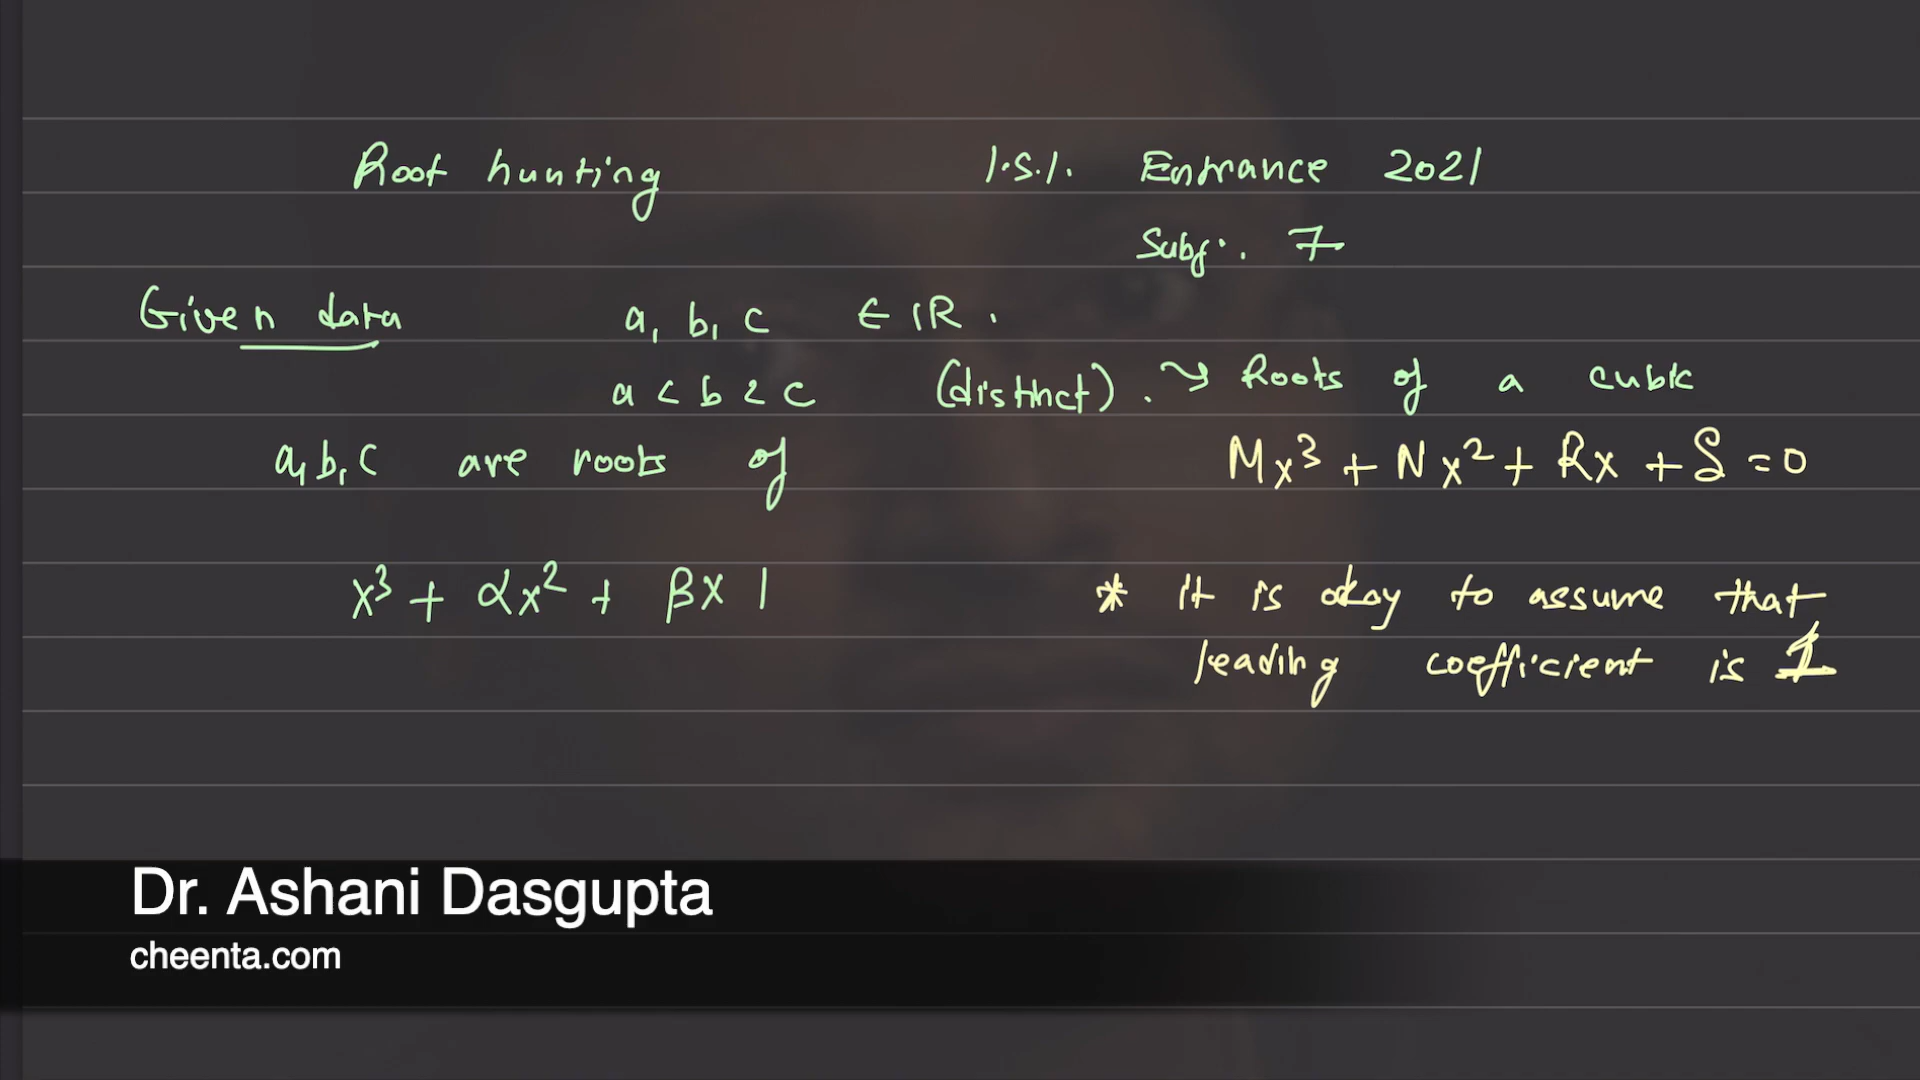 Root hunting I.S.I. Entrance 2021
Subj. 7
Given data a, b, c ∈ IR.
a < b < c (distinct). → Roots of a cubic
a, b, c are roots of Mx³ + Nx² + Rx + S = 0
x³ + αx² + βx | * it is okay to assume that
leading coefficient is 1
Dr. Ashani Dasgupta
cheenta.com